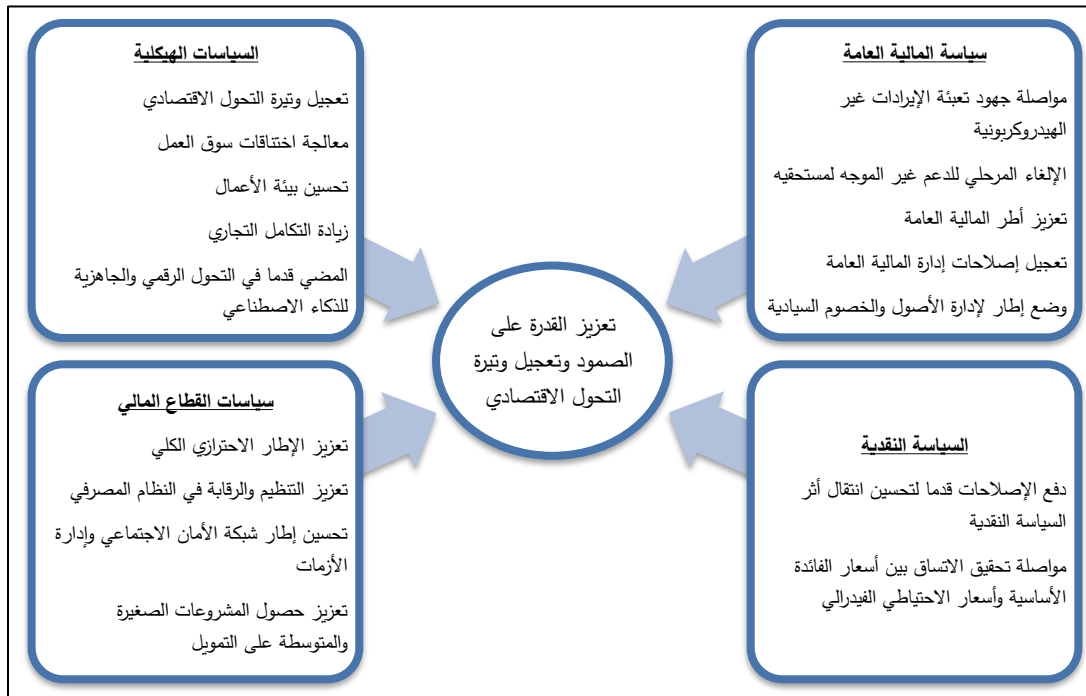 سياسة المالية العامة
مواصلة جهود تعبئة الإيرادات غير
الهيدروكربونية
الإلغاء المرحلي للدعم غير الموجه لمستحقيه
تعزيز أطر المالية العامة
تعجيل إصلاحات إدارة المالية العامة
وضع إطار لإدارة الأصول والخصوم السيادية
السياسات الهيكلية
تعجيل وتيرة التحول الاقتصادي
معالجة اختناقات سوق العمل
تحسين بيئة الأعمال
زيادة التكامل التجاري
المضي قدما في التحول الرقمي والجاهزية
للذكاء الاصطناعي
تعزيز القدرة على
الصمود وتعجيل وتيرة
التحول الاقتصادي
السياسة النقدية
دفع الإصلاحات قدما لتحسين انتقال أثر
السياسة النقدية
مواصلة تحقيق الاتساق بين أسعار الفائدة
الأساسية وأسعار الاحتياطي الفيدرالي
سياسات القطاع المالي
تعزيز الإطار الاحترازي الكلي
تعزيز التنظيم والرقابة في النظام المصرفي
تحسين إطار شبكة الأمان الاجتماعي وإدارة
الأزمات
تعزيز حصول المشروعات الصغيرة
والمتوسطة على التمويل